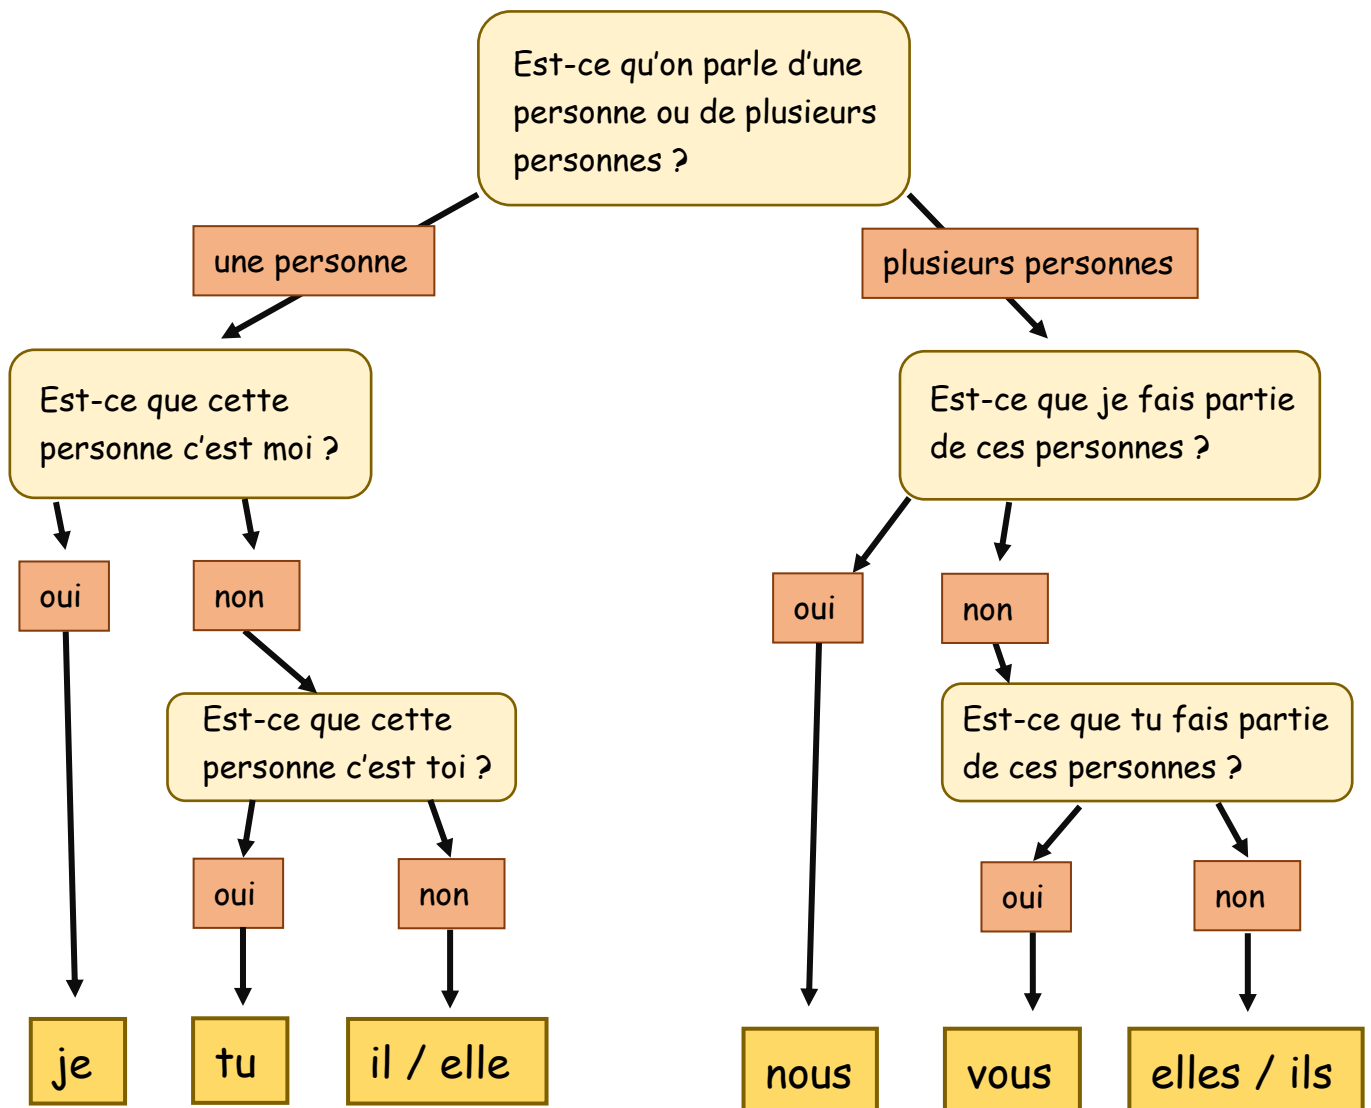 Est-ce qu'on parle d'une
personne ou de plusieurs
personnes ?
une personne
plusieurs personnes
Est-ce que cette
personne c'est moi ?
Est-ce que je fais partie
de ces personnes ?
oui
non
oui
non
Est-ce que cette
personne c'est toi ?
Est-ce que tu fais partie
de ces personnes ?
oui
non
oui
non
je
tu
il / elle
nous
vous
elles / ils